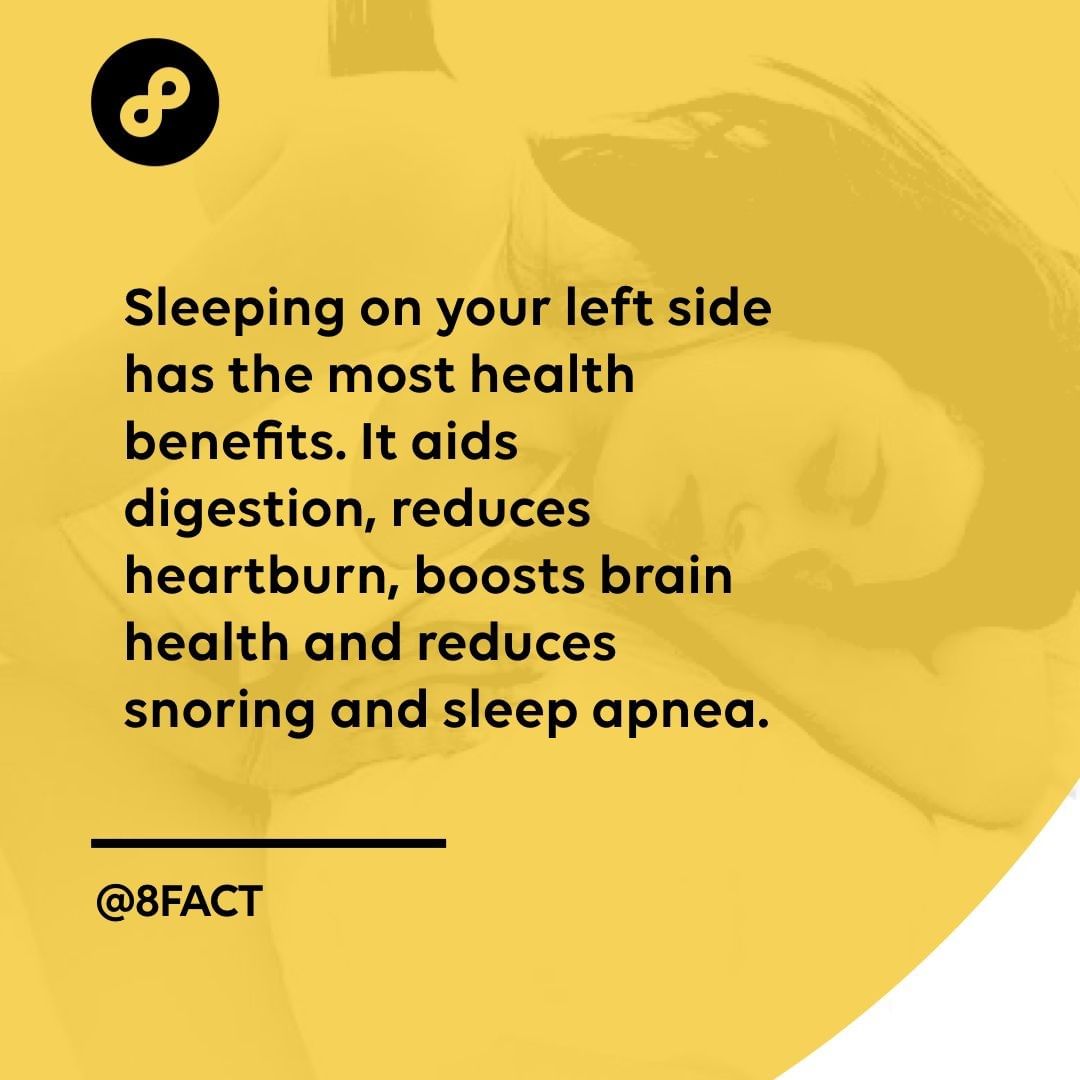 Sleeping on your left side
has the most health
benefits. It aids
digestion, reduces
heartburn, boosts brain
health and reduces
snoring and sleep apnea.
@8FACT